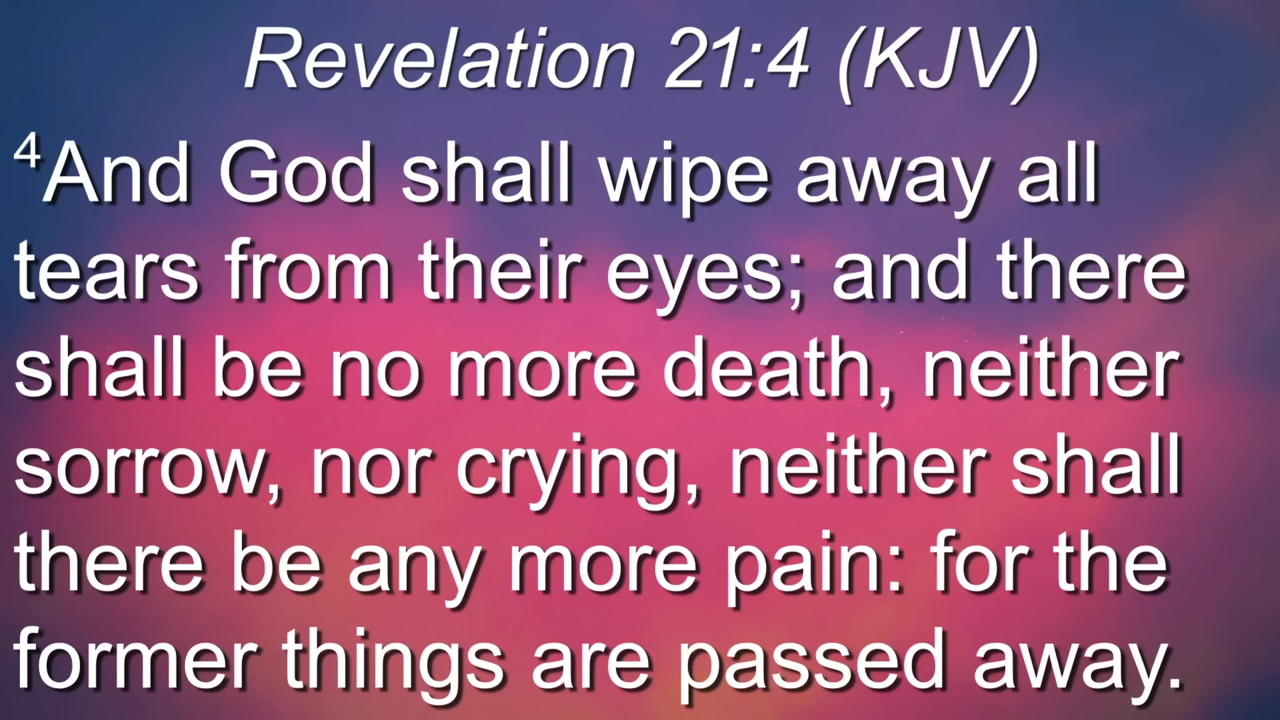 Revelation 21:4 (KJV)
⁴And God shall wipe away all
tears from their eyes; and there
shall be no more death, neither
sorrow, nor crying, neither shall
there be any more pain: for the
former things are passed away.